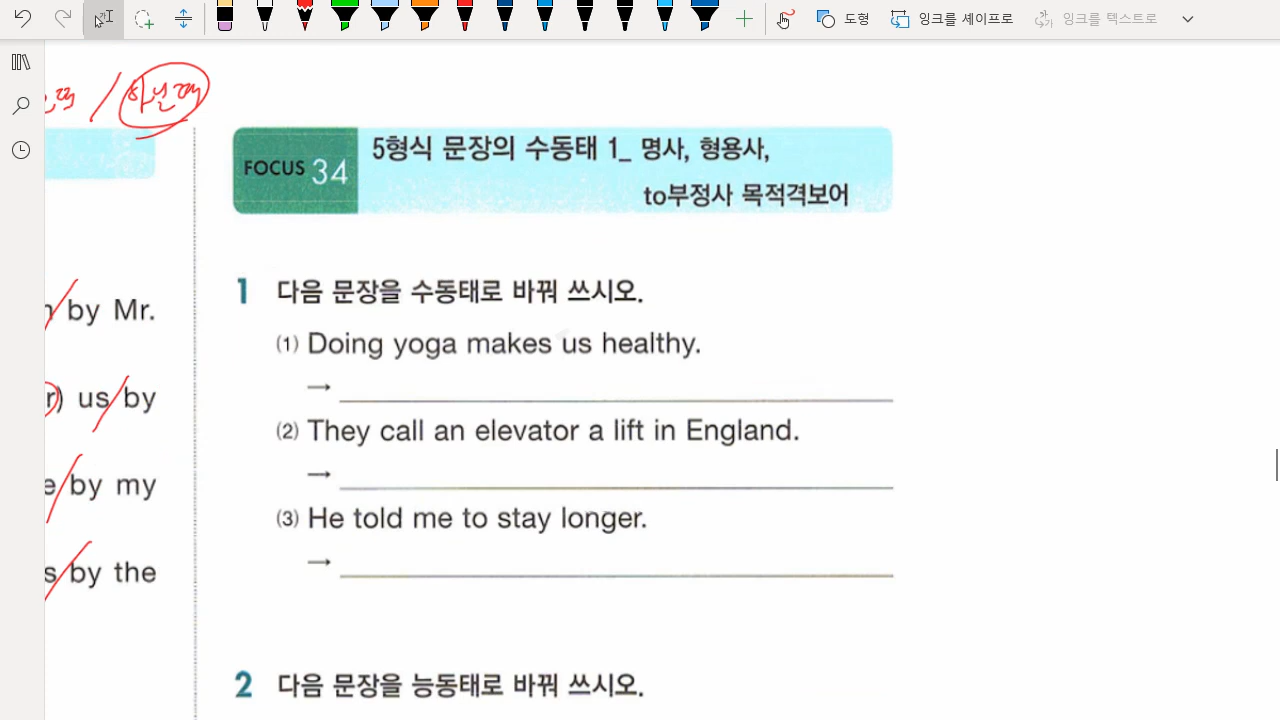 도형
잉크를 셰이프로
잉크를 텍스트로
FOCUS 34
5형식 문장의 수동태 1_ 명사, 형용사,
to부정사 목적격보어
by Mr.
r) us by
e by my
s by the
1 다음 문장을 수동태로 바꿔 쓰시오.
(1) Doing yoga makes us healthy.
→
(2) They call an elevator a lift in England.
→
(3) He told me to stay longer.
→
2 다음 문장을 능동태로 바꿔 쓰시오.